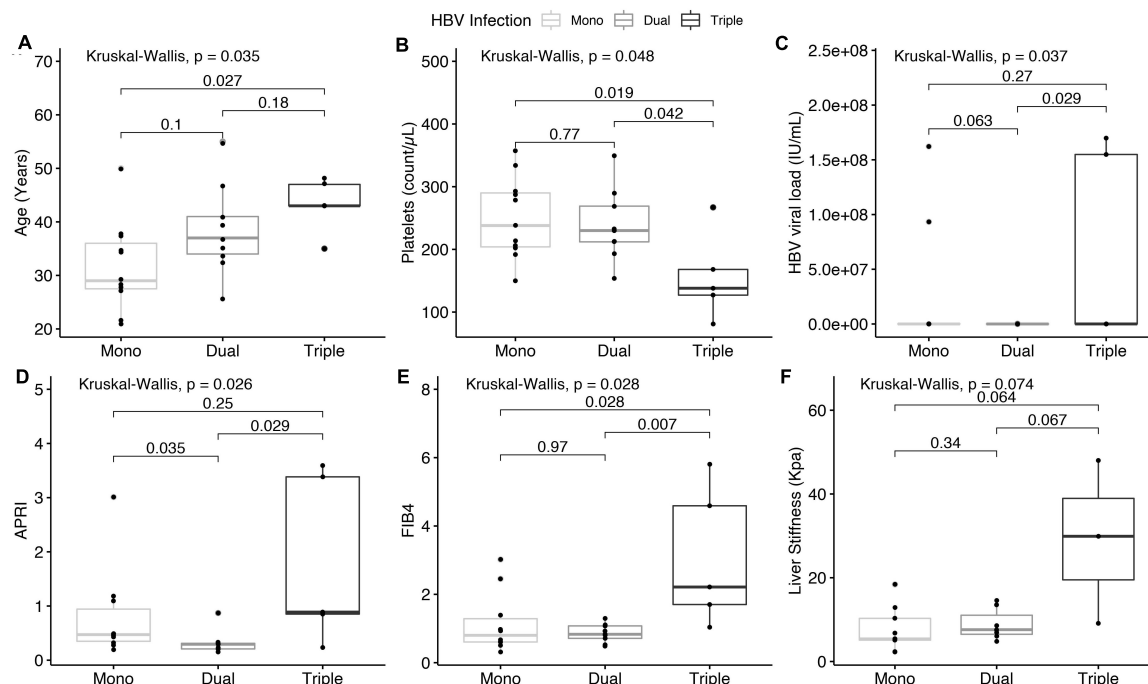 HBV Infection Mono Dual Triple
A
Kruskal-Wallis, p = 0.035
0.027
0.18
0.1
Age (Years)
70
60
50
40
30
20
Mono Dual Triple
B
Kruskal-Wallis, p = 0.048
0.019
0.042
0.77
Platelets (count/µL)
500
400
300
200
100
Mono Dual Triple
C
Kruskal-Wallis, p = 0.037
0.27
0.029
0.063
HBV viral load (IU/mL)
2.5e+08
2.0e+08
1.5e+08
1.0e+08
5.0e+07
0.0e+00
Mono Dual Triple
D
Kruskal-Wallis, p = 0.026
0.25
0.029
0.035
APRI
5
4
3
2
1
0
Mono Dual Triple
E
Kruskal-Wallis, p = 0.028
0.028
0.007
0.97
FIB4
8
6
4
2
0
Mono Dual Triple
F
Kruskal-Wallis, p = 0.074
0.064
0.067
0.34
Liver Stiffness (Kpa)
60
40
20
0
Mono Dual Triple